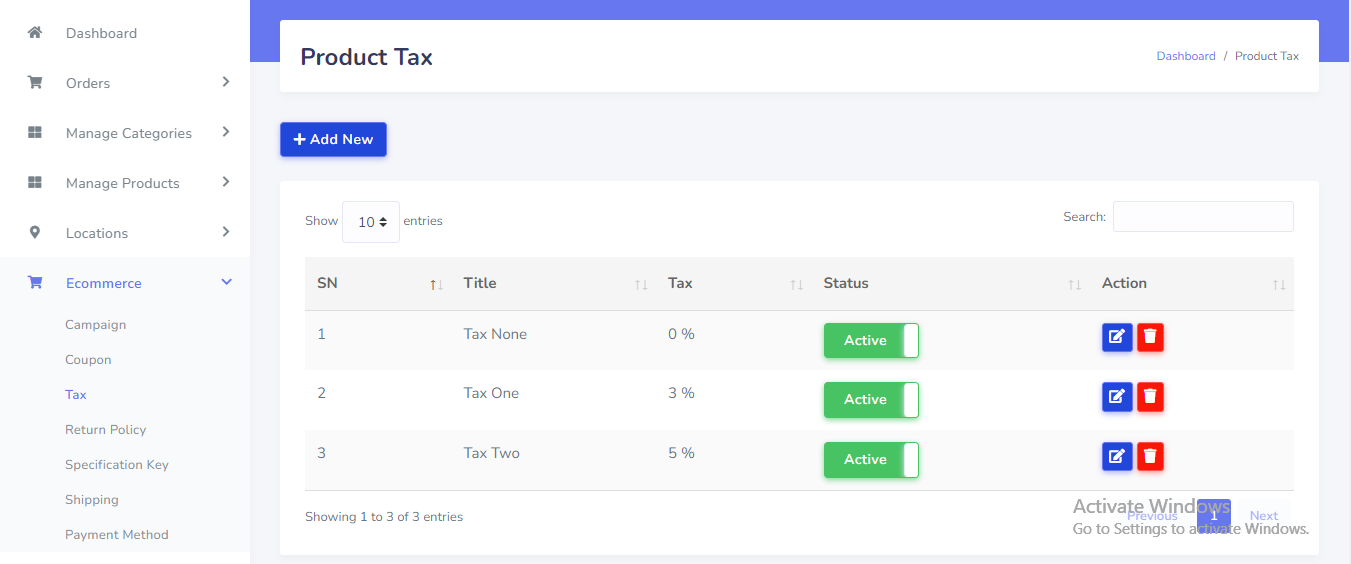 Dashboard
Orders
Manage Categories
Manage Products
Locations
Ecommerce
Campaign
Coupon
Tax
Return Policy
Specification Key
Shipping
Payment Method
Product Tax
Dashboard / Product Tax
Add New
Show 10 entries
Search:
SN Title Tax Status Action
1 Tax None 0 % Active
2 Tax One 3 % Active
3 Tax Two 5 % Active
Showing 1 to 3 of 3 entries
Previous 1 Next
Activate Windows
Go to Settings to activate Windows.